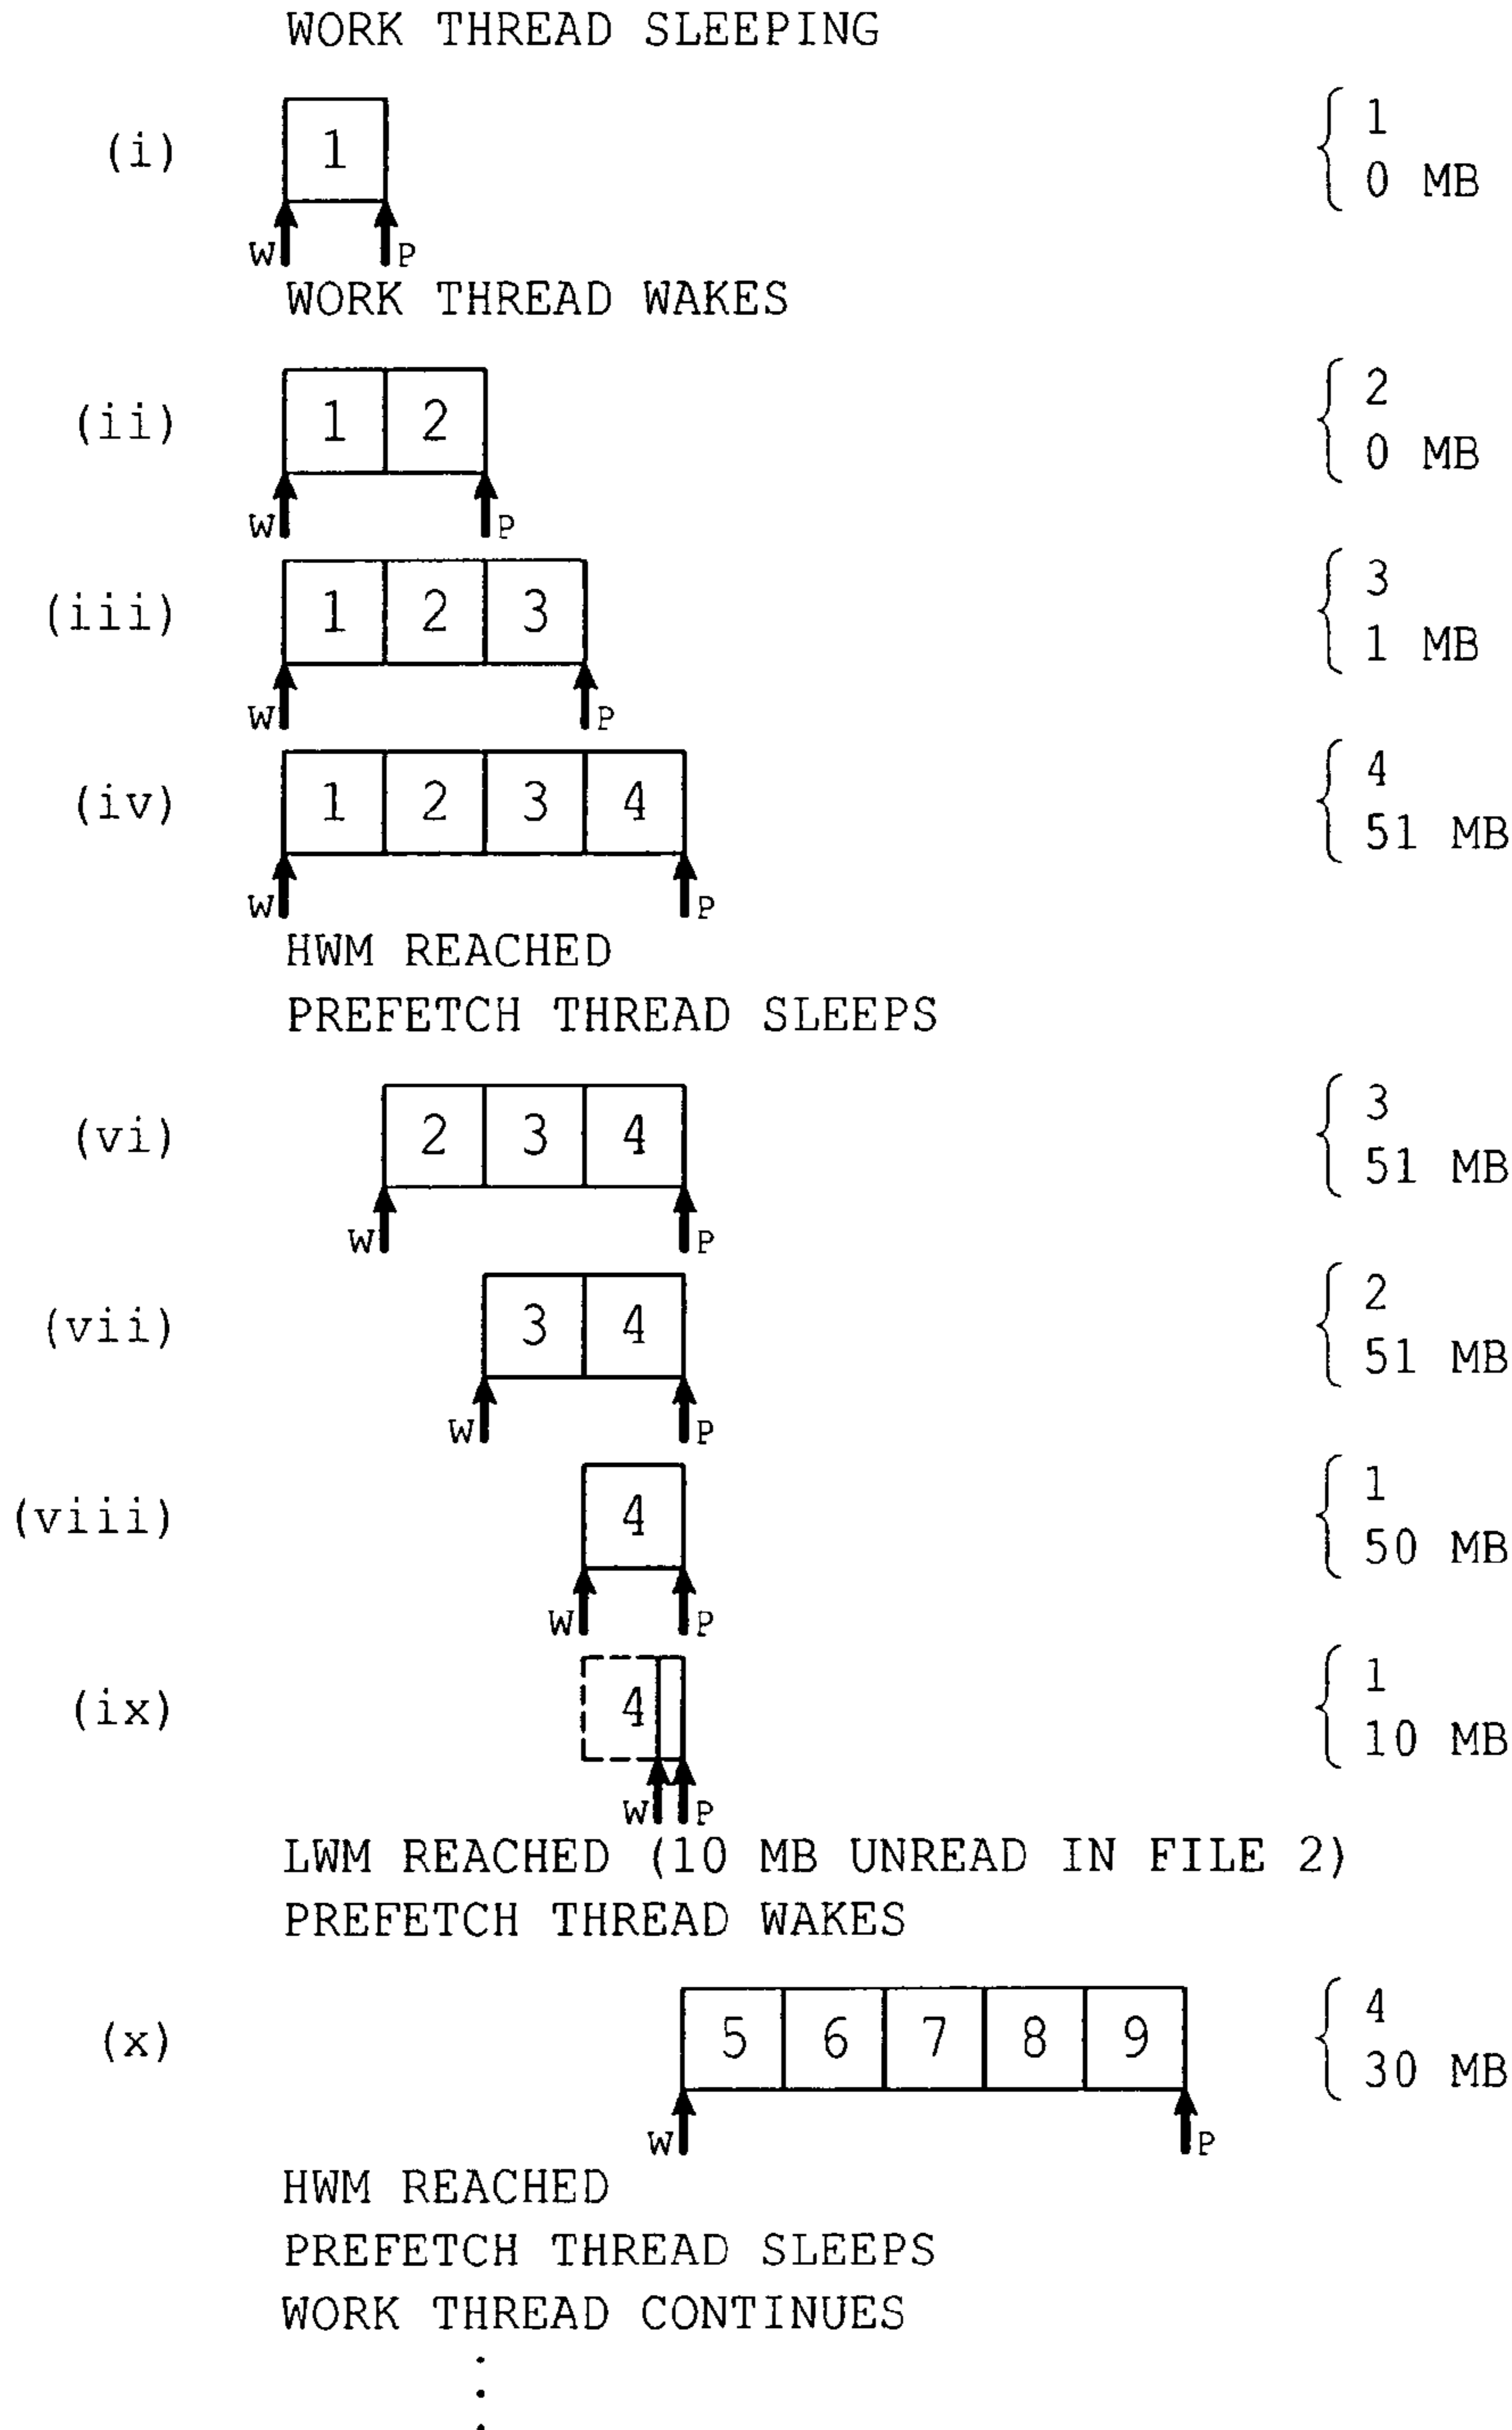 WORK THREAD SLEEPING
(i) 1 { 1
0 MB
W P
WORK THREAD WAKES
(ii) 1 2 { 2
0 MB
W P
(iii) 1 2 3 { 3
1 MB
W P
(iv) 1 2 3 4 { 4
51 MB
W P
HWM REACHED
PREFETCH THREAD SLEEPS
(vi) 2 3 4 { 3
51 MB
W P
(vii) 3 4 { 2
51 MB
W P
(viii) 4 { 1
50 MB
W P
(ix) 4 { 1
10 MB
W P
LWM REACHED (10 MB UNREAD IN FILE 2)
PREFETCH THREAD WAKES
(x) 5 6 7 8 9 { 4
30 MB
W P
HWM REACHED
PREFETCH THREAD SLEEPS
WORK THREAD CONTINUES
.
.
.